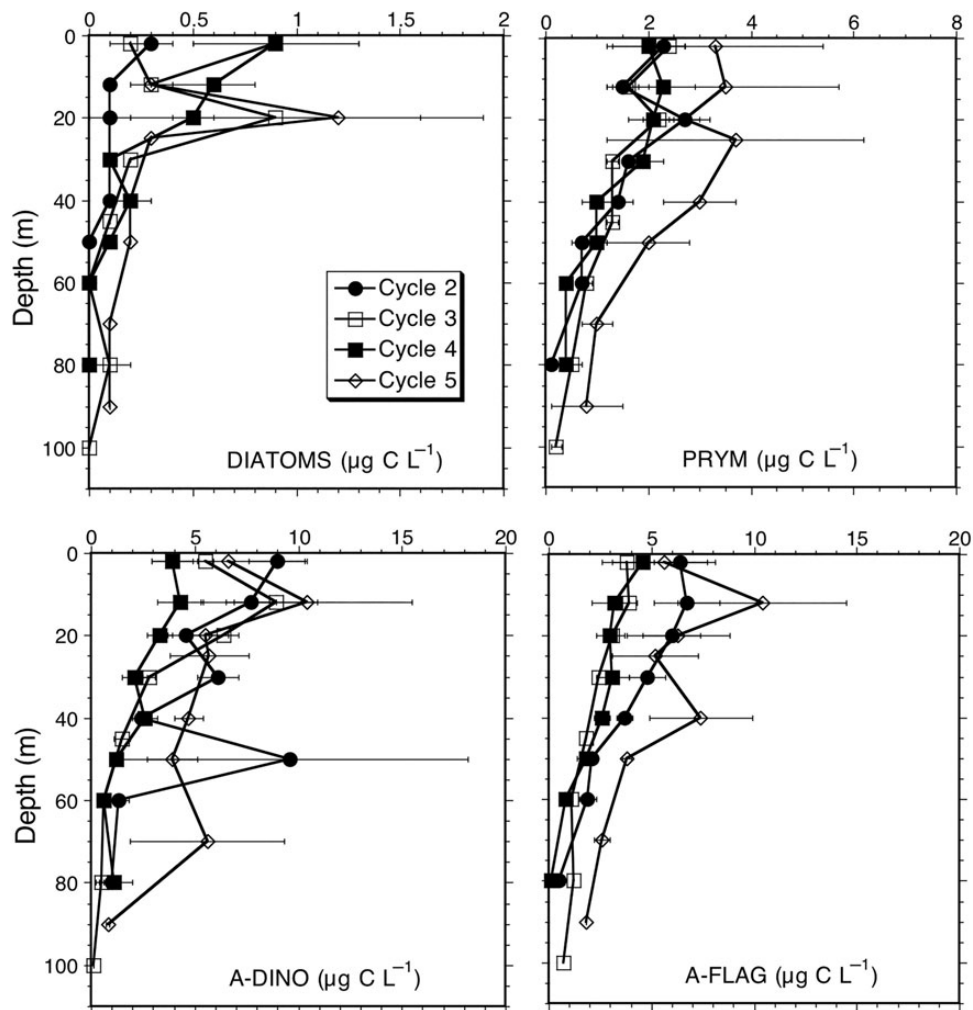 0 0.5 1 1.5 2
0 2 4 6 8
0
20
40
60
80
100
Depth (m)
Cycle 2
Cycle 3
Cycle 4
Cycle 5
DIATOMS (µg C L⁻¹)
PRYM (µg C L⁻¹)
0 5 10 15 20
0 5 10 15 20
0
20
40
60
80
100
Depth (m)
A-DINO (µg C L⁻¹)
A-FLAG (µg C L⁻¹)